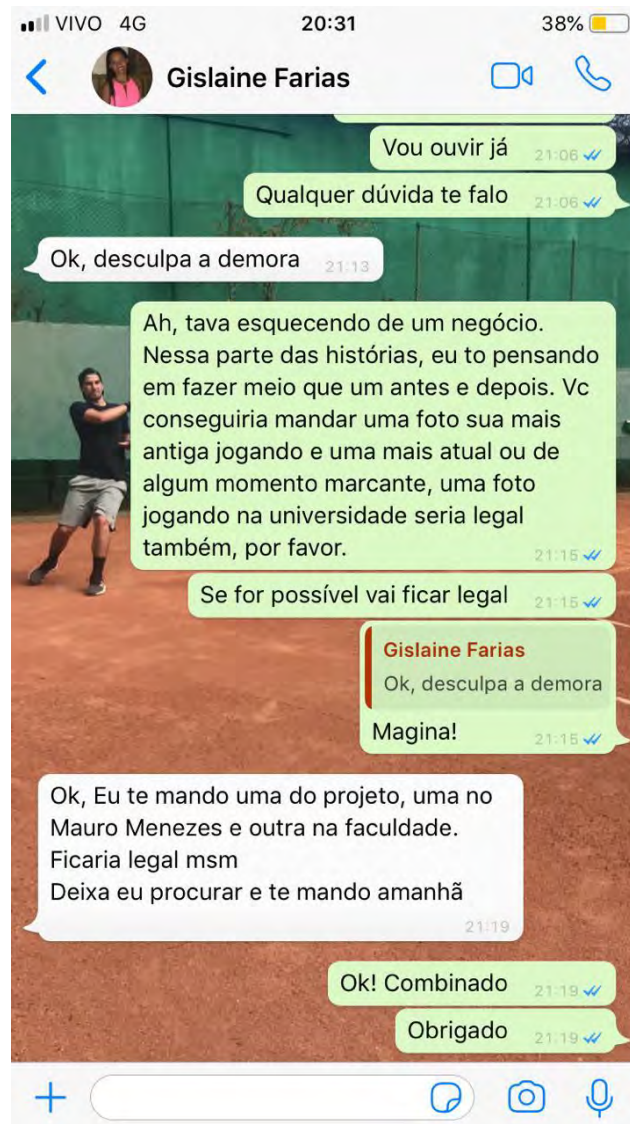 VIVO 4G 20:31 38%
Gislaine Farias
Vou ouvir já 21:06
Qualquer dúvida te falo 21:06
Ok, desculpa a demora 21:13
Ah, tava esquecendo de um negócio.
Nessa parte das histórias, eu to pensando
em fazer meio que um antes e depois. Vc
conseguiria mandar uma foto sua mais
antiga jogando e uma mais atual ou de
algum momento marcante, uma foto
jogando na universidade seria legal
também, por favor. 21:15
Se for possível vai ficar legal 21:15
Gislaine Farias
Ok, desculpa a demora
Magina! 21:15
Ok, Eu te mando uma do projeto, uma no
Mauro Menezes e outra na faculdade.
Ficaria legal msm
Deixa eu procurar e te mando amanhã
21:19
Ok! Combinado 21:19
Obrigado 21:19